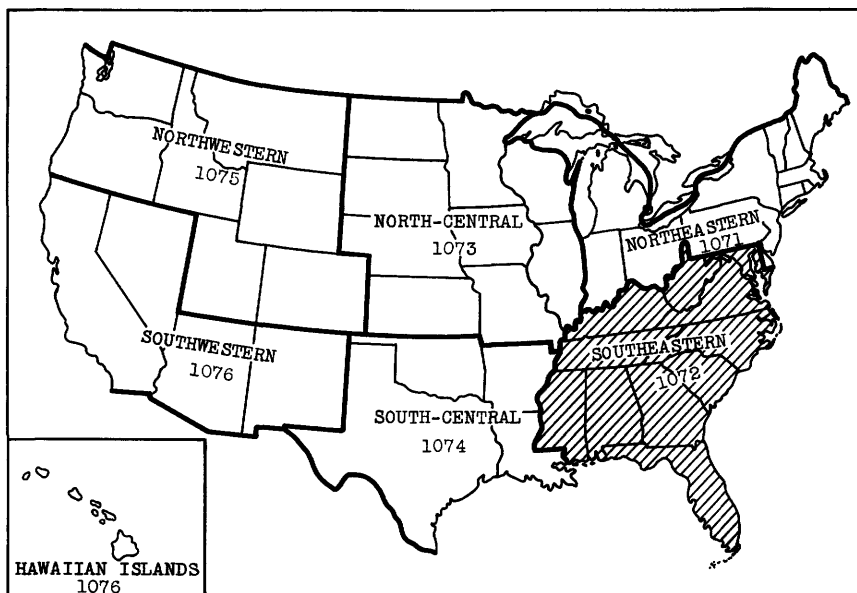 NORTHWESTERN
1075
NORTH-CENTRAL
1073
NORTHEASTERN
1071
SOUTHWESTERN
1076
SOUTHEASTERN
1072
SOUTH-CENTRAL
1074
HAWAIIAN ISLANDS
1076